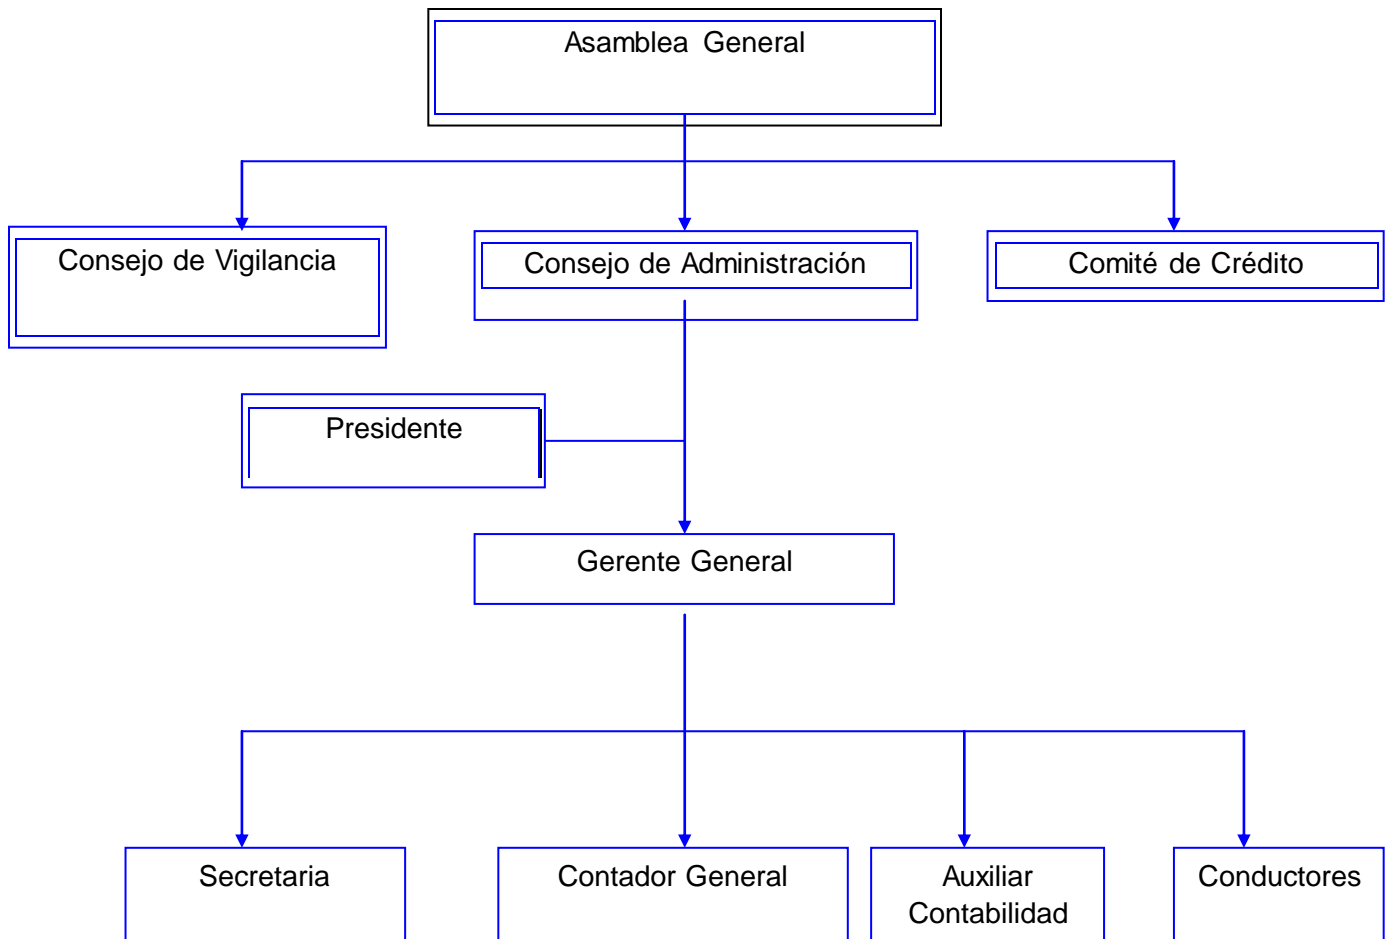 Asamblea General
Consejo de Vigilancia
Consejo de Administración
Comité de Crédito
Presidente
Gerente General
Secretaria
Contador General
Auxiliar
Contabilidad
Conductores